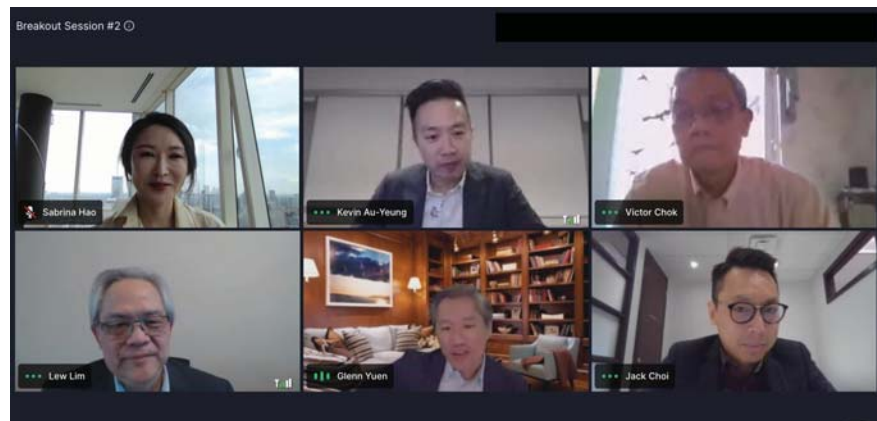 Breakout Session #2
Sabrina Hao
Kevin Au-Yeung
Victor Chok
Lew Lim
Glenn Yuen
Jack Choi